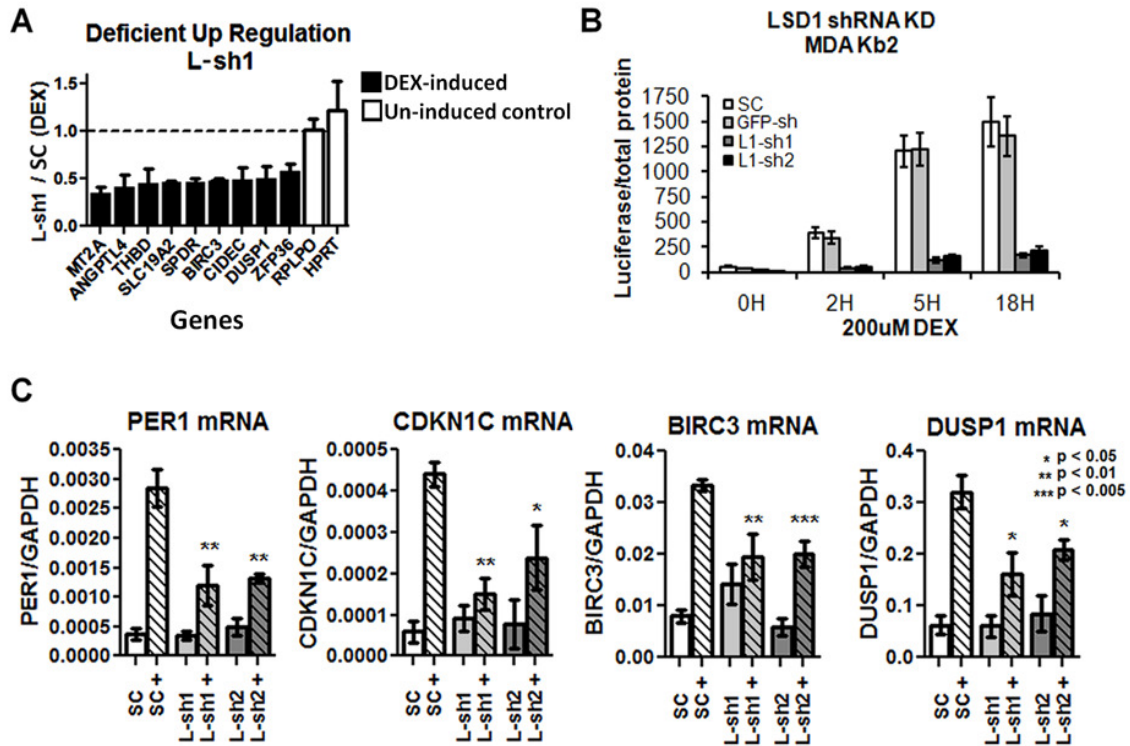 A
Deficient Up Regulation
L-sh1
L-sh1 / SC (DEX)
1.5
1.0
0.5
0.0
DEX-induced
Un-induced control
MT2A
ANGPTL4
THBD
SLC19A2
SPDR
BIRC3
CIDEC
DUSP1
ZFP36
RPLPO
HPRT
Genes
B
LSD1 shRNA KD
MDA Kb2
Luciferase/total protein
1750
1500
1250
1000
750
500
250
0
SC
GFP-sh
L1-sh1
L1-sh2
0H 2H 5H 18H
200uM DEX
C
PER1 mRNA
PER1/GAPDH
0.0035
0.0030
0.0025
0.0020
0.0015
0.0010
0.0005
0.0000
** **
SC
SC +
L-sh1
L-sh1 +
L-sh2
L-sh2 +
CDKN1C mRNA
CDKN1C/GAPDH
0.0005
0.0004
0.0003
0.0002
0.0001
0.0000
** *
SC
SC +
L-sh1
L-sh1 +
L-sh2
L-sh2 +
BIRC3 mRNA
BIRC3/GAPDH
0.04
0.03
0.02
0.01
0.00
** ***
SC
SC +
L-sh1
L-sh1 +
L-sh2
L-sh2 +
DUSP1 mRNA
DUSP1/GAPDH
0.4
0.3
0.2
0.1
0.0
* p < 0.05
** p < 0.01
*** p < 0.005
* *
SC
SC +
L-sh1
L-sh1 +
L-sh2
L-sh2 +